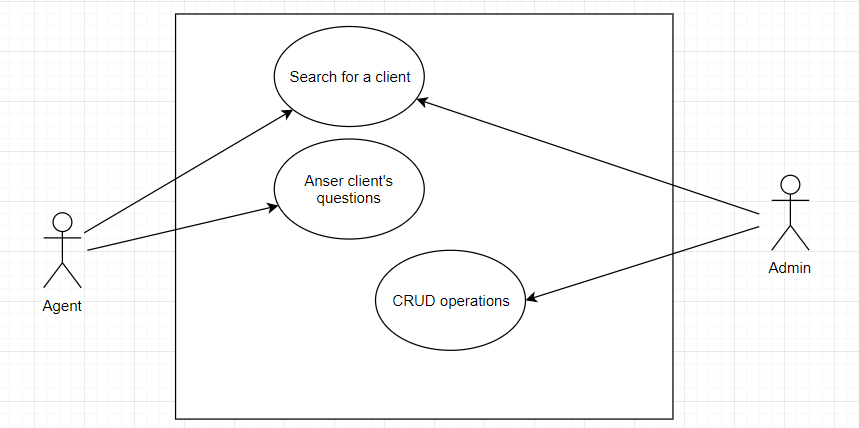 Search for a client
Anser client's
questions
CRUD operations
Agent
Admin